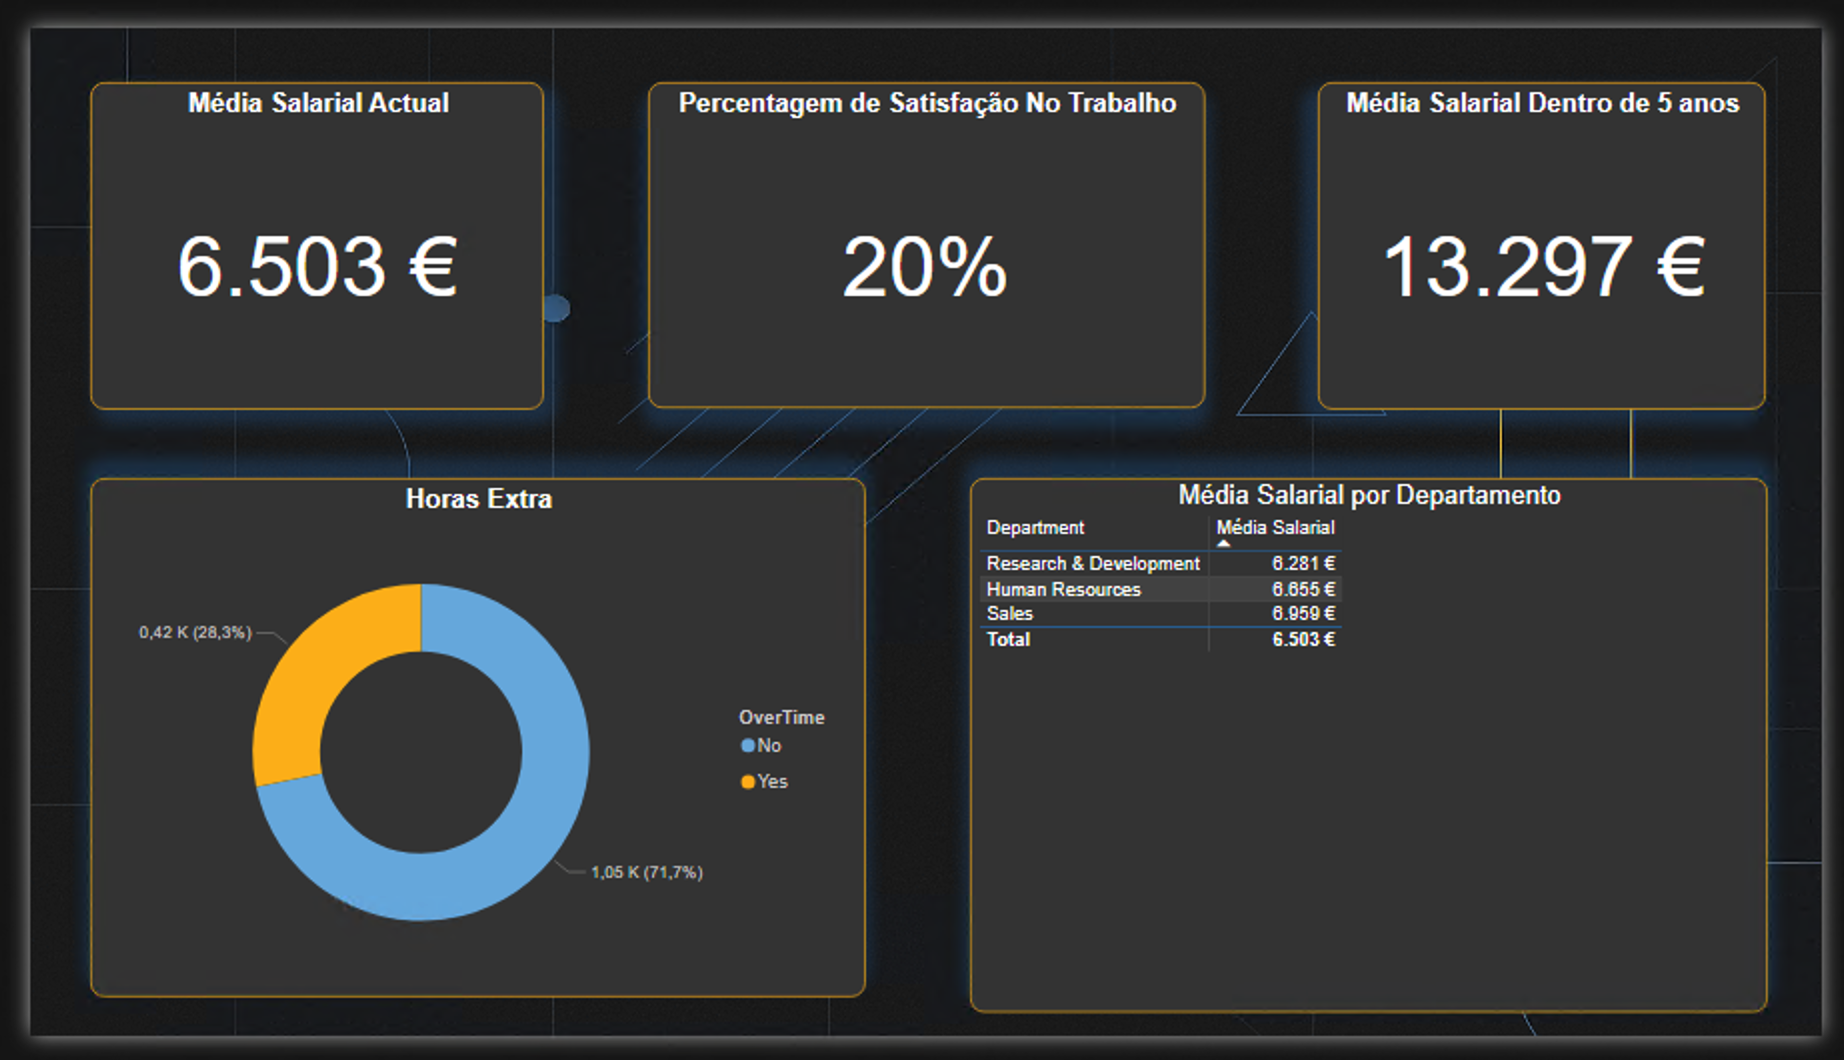 Média Salarial Actual
6.503 €
Percentagem de Satisfação No Trabalho
20%
Média Salarial Dentro de 5 anos
13.297 €
Horas Extra
0,42 K (28,3%)
1,05 K (71,7%)
OverTime
No
Yes
Média Salarial por Departamento
Department Média Salarial
Research & Development 6.281 €
Human Resources 6.655 €
Sales 6.959 €
Total 6.503 €